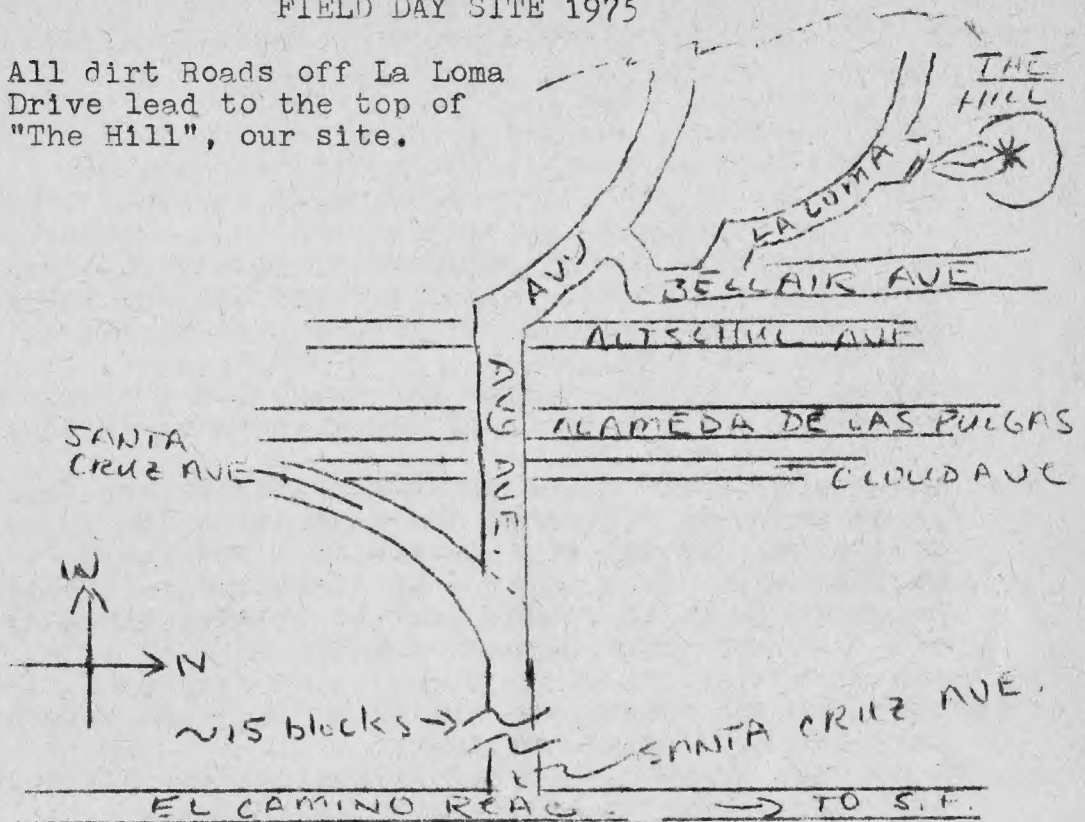 FIELD DAY SITE 1975
All dirt Roads off La Loma
Drive lead to the top of
"The Hill", our site.
THE
HILL
LA LOMA
AV'
BELLAIR AVE
ALTSCHUL AVE
AVG AVE.
ALAMEDA DE LAS PULGAS
SANTA
CRUZ AVE
CLOUD AVE
W
N
~15 blocks →
SANTA CRUZ AVE.
EL CAMINO REAL
→ TO S.F.